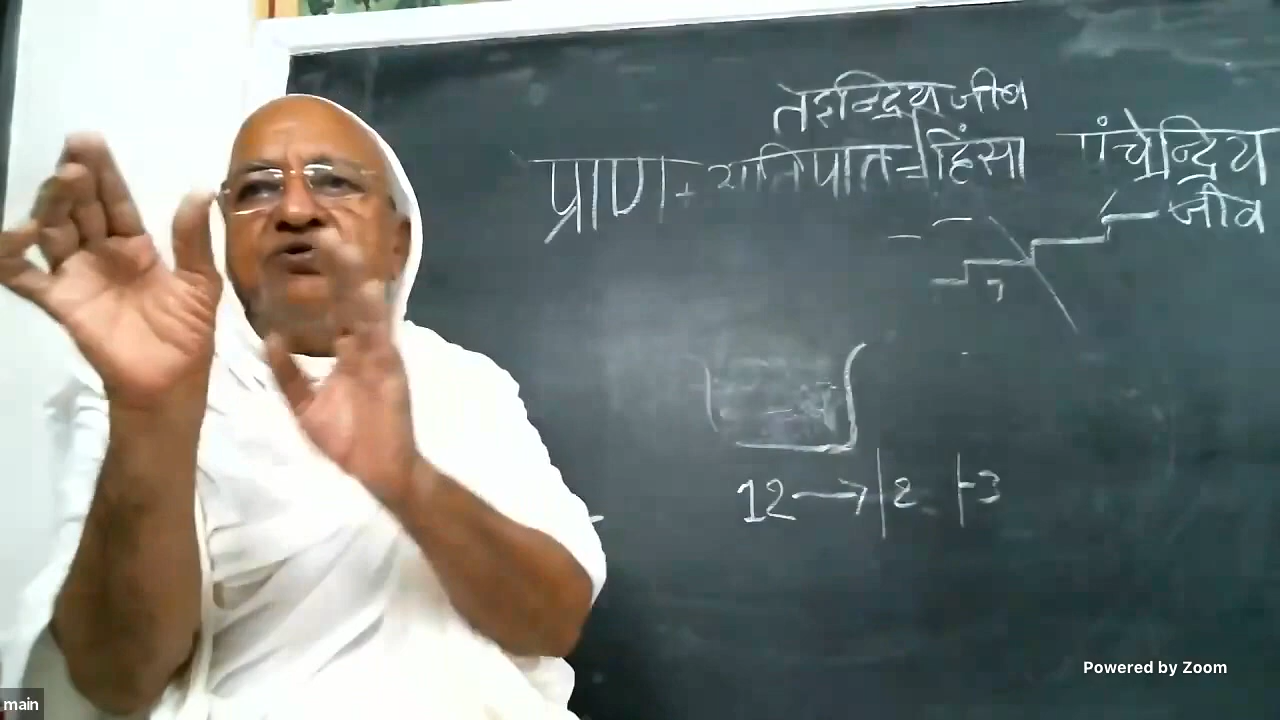 तेइन्द्रिय जीव
प्राण + अतिपात → हिंसा
पंचेन्द्रिय
जीव
12 → 2 3
Powered by Zoom
main